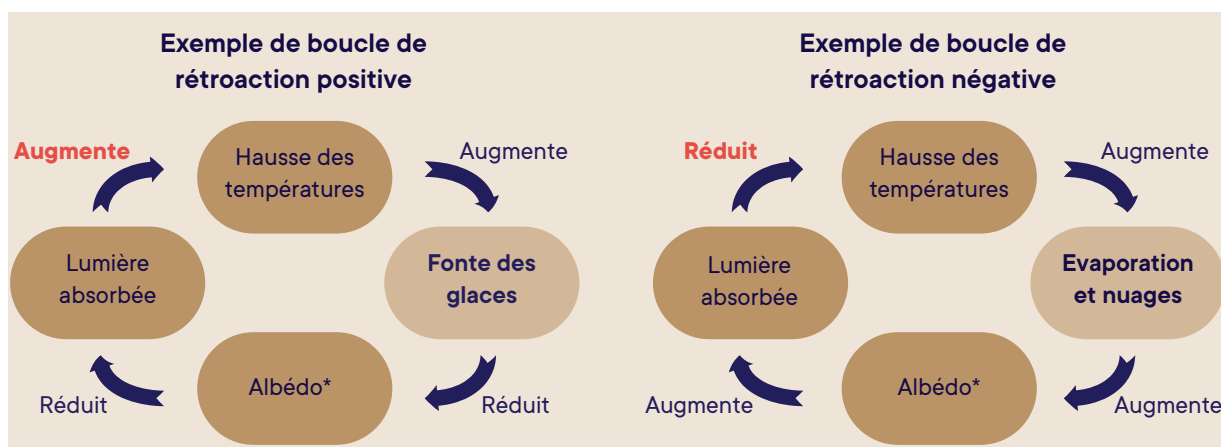 Exemple de boucle de
rétroaction positive
Augmente
Hausse des
températures
Augmente
Lumière
absorbée
Fonte des
glaces
Réduit
Albédo*
Réduit
Exemple de boucle de
rétroaction négative
Réduit
Hausse des
températures
Augmente
Lumière
absorbée
Evaporation
et nuages
Augmente
Albédo*
Augmente